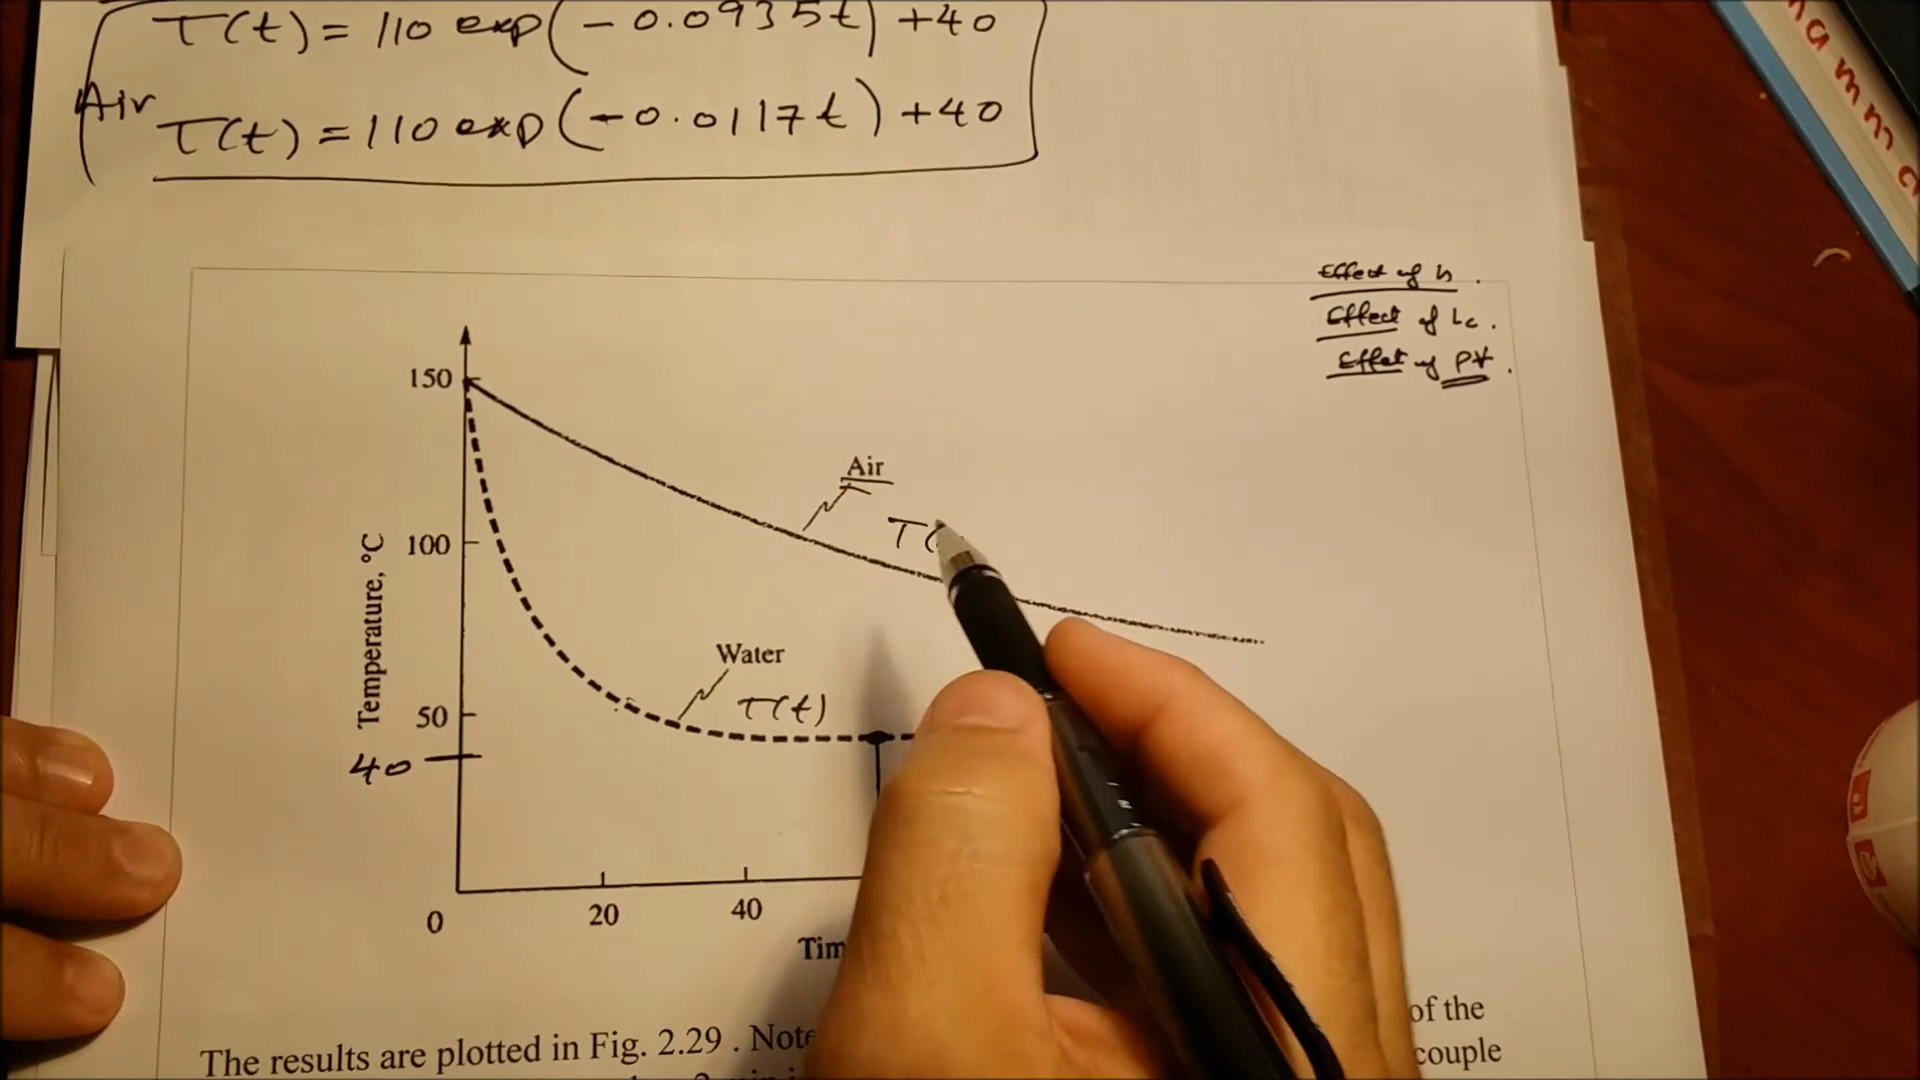 T(t) = 110 exp(-0.0935t) +40
Air T(t) = 110 exp(-0.0117t) +40
Effect of h.
Effect of Lc.
Effect of
150
Air
T(
100
Temperature, °C
Water
T(t)
50
40
0
20
40
Tim
of the
The results are plotted in Fig. 2.29 . Note
couple